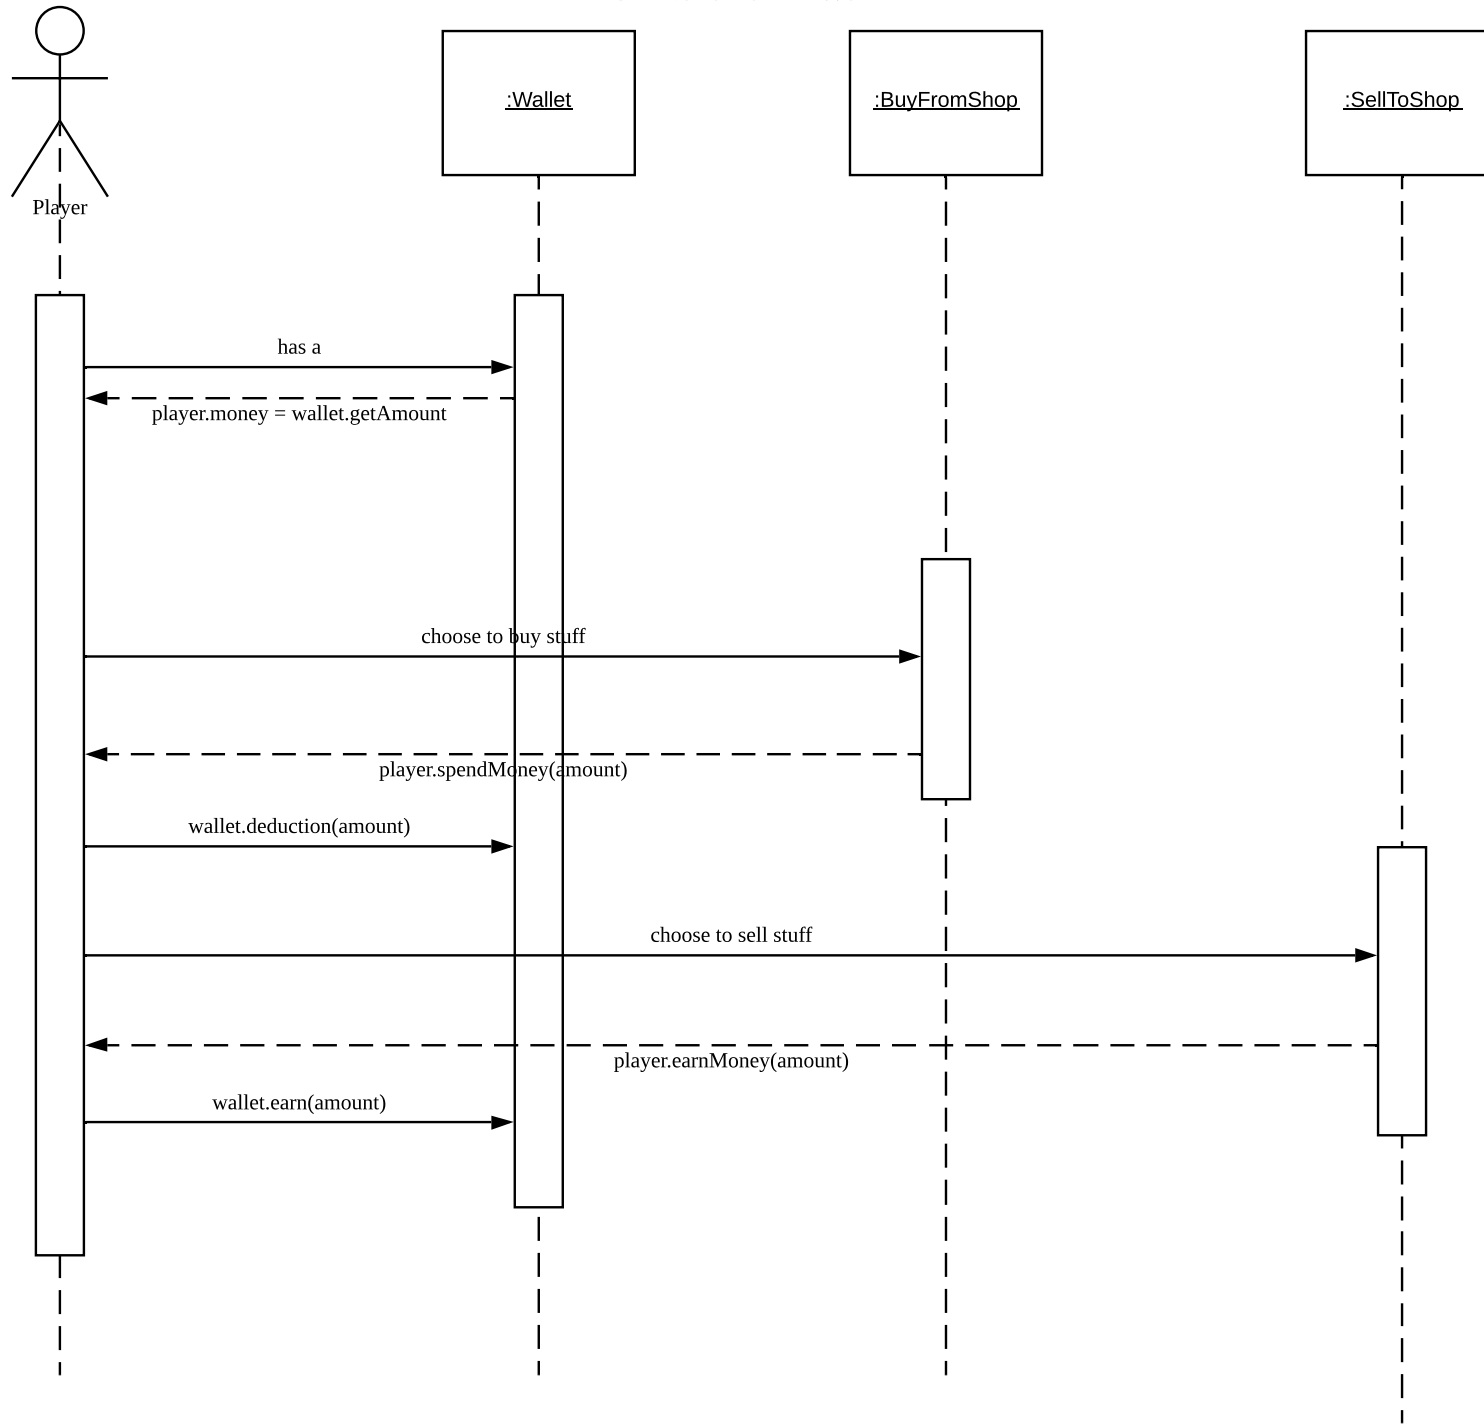 :Wallet
:BuyFromShop
:SellToShop
Player
has a
player.money = wallet.getAmount
choose to buy stuff
player.spendMoney(amount)
wallet.deduction(amount)
choose to sell stuff
player.earnMoney(amount)
wallet.earn(amount)